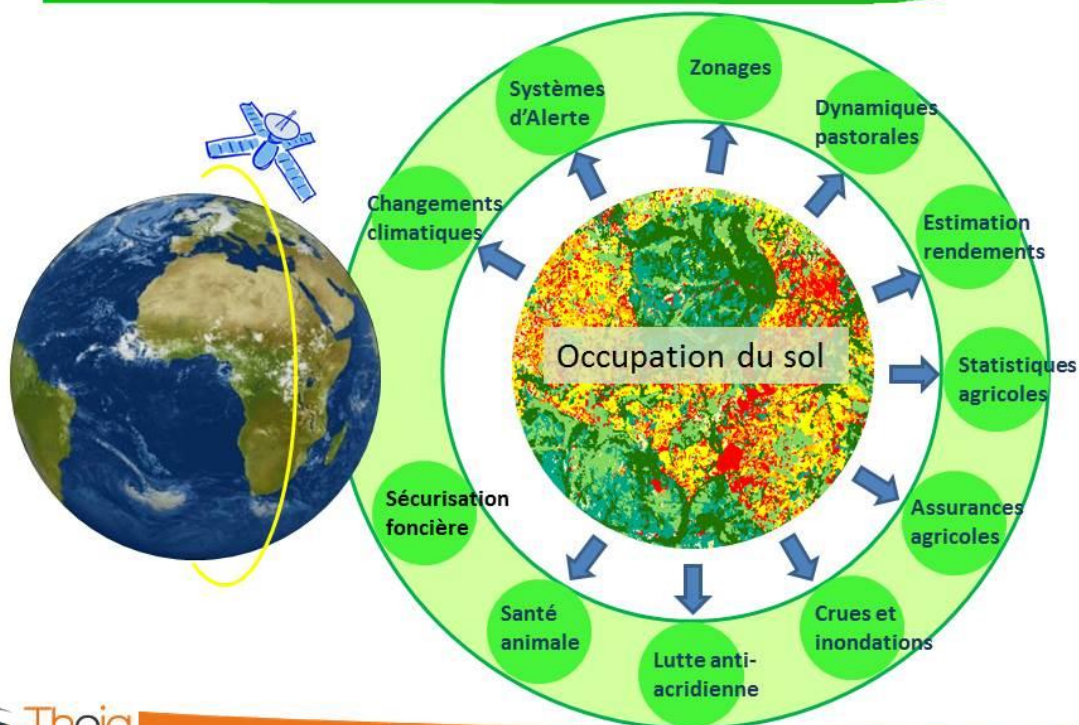 Zonages
Systèmes
d'Alerte
Dynamiques
pastorales
Changements
climatiques
Estimation
rendements
Occupation du sol
Statistiques
agricoles
Sécurisation
foncière
Assurances
agricoles
Santé
animale
Crues et
inondations
Lutte anti-
acridienne